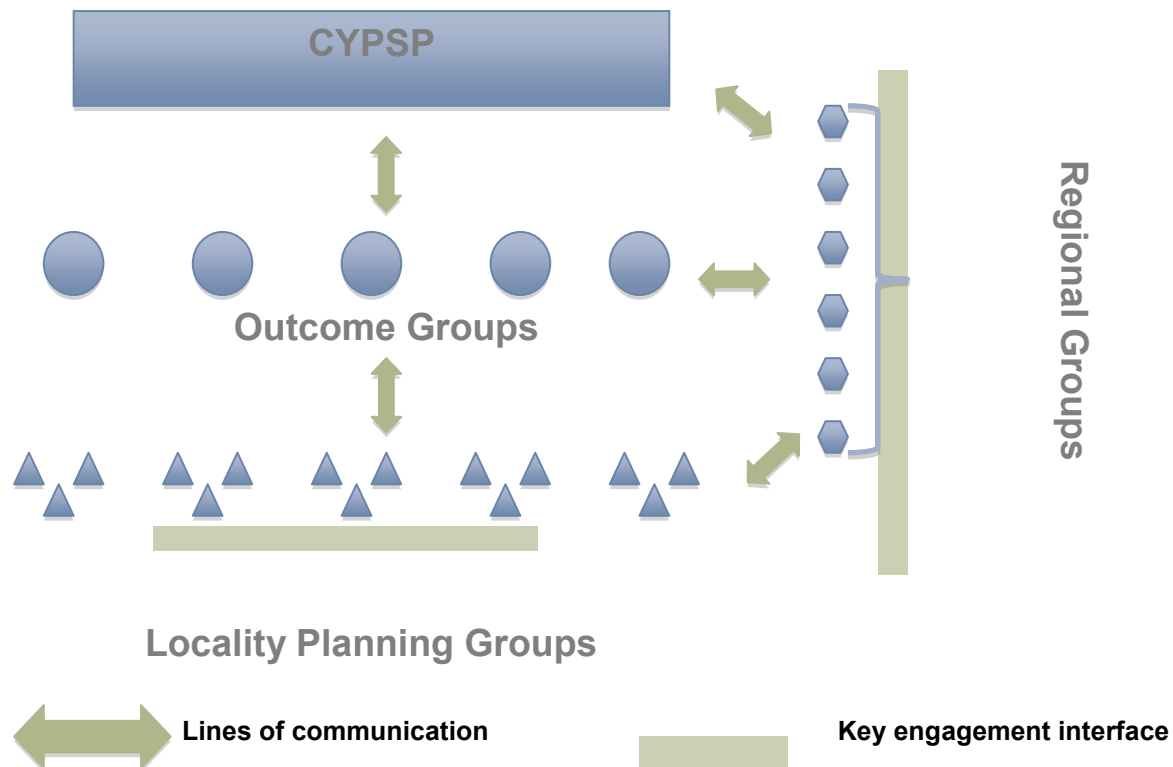 CYPSP
Outcome Groups
Regional Groups
Locality Planning Groups
Lines of communication
Key engagement interface